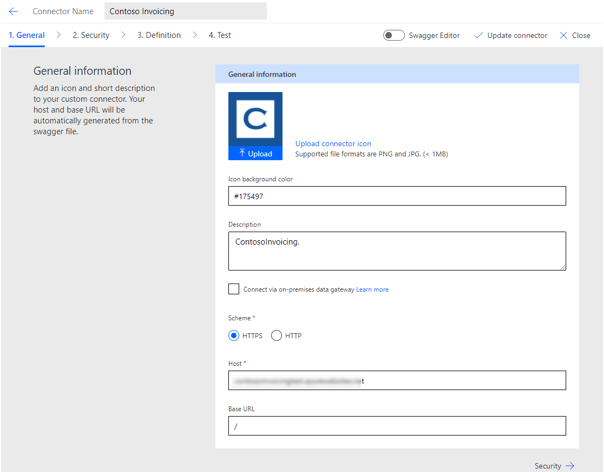 Connector Name Contoso Invoicing
1. General 2. Security 3. Definition 4. Test Swagger Editor Update connector Close
General information
Add an icon and short description
to your custom connector. Your
host and base URL will be
automatically generated from the
swagger file.
General information
C
Upload
Upload connector icon
Supported file formats are PNG and JPG. (< 1MB)
Icon background color
#175497
Description
ContosoInvoicing.
Connect via on-premises data gateway Learn more
Scheme *
HTTPS HTTP
Host *
Base URL
/
Security